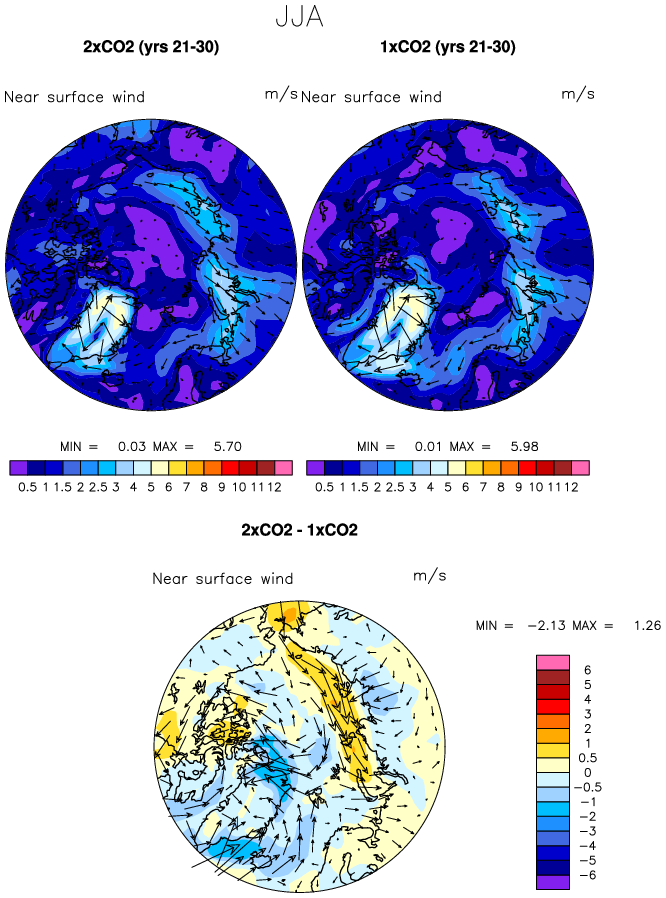 JJA
2xCO2 (yrs 21-30) 1xCO2 (yrs 21-30)
Near surface wind m/s Near surface wind m/s
MIN = 0.03 MAX = 5.70 MIN = 0.01 MAX = 5.98
0.5 1 1.5 2 2.5 3 4 5 6 7 8 9 10 11 12 0.5 1 1.5 2 2.5 3 4 5 6 7 8 9 10 11 12
2xCO2 - 1xCO2
Near surface wind m/s
MIN = −2.13 MAX = 1.26
6
5
4
3
2
1
0.5
0
−0.5
−1
−2
−3
−4
−5
−6